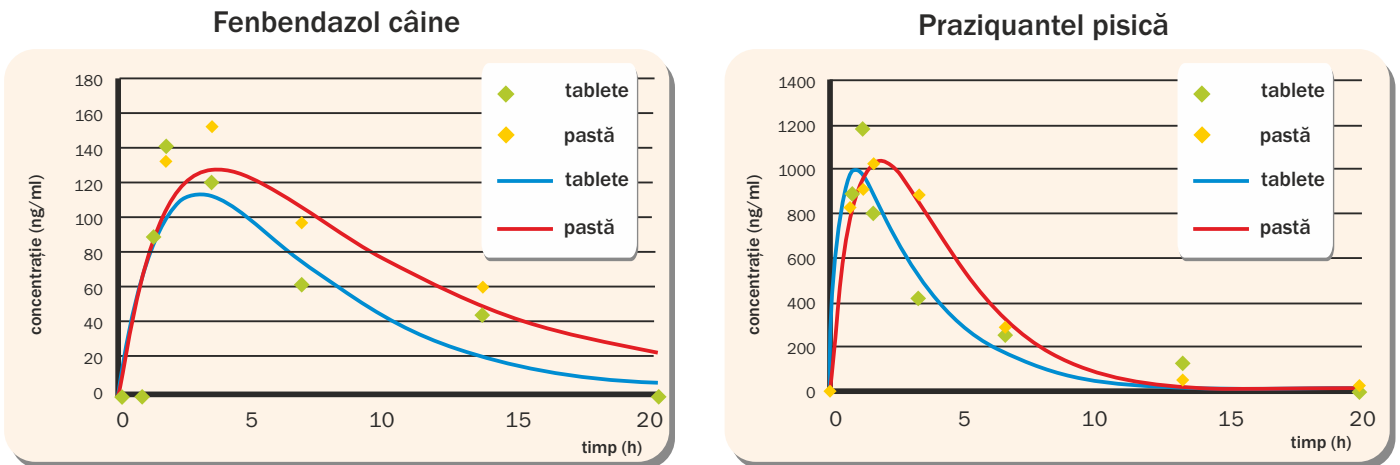 Fenbendazol câine
180
160
140
120
100
80
60
40
20
0
concentrație (ng/ml)
0 5 10 15 20
timp (h)
tablete
pastă
tablete
pastă
Praziquantel pisică
1400
1200
1000
800
600
400
200
0
concentrație (ng/ml)
0 5 10 15 20
timp (h)
tablete
pastă
tablete
pastă